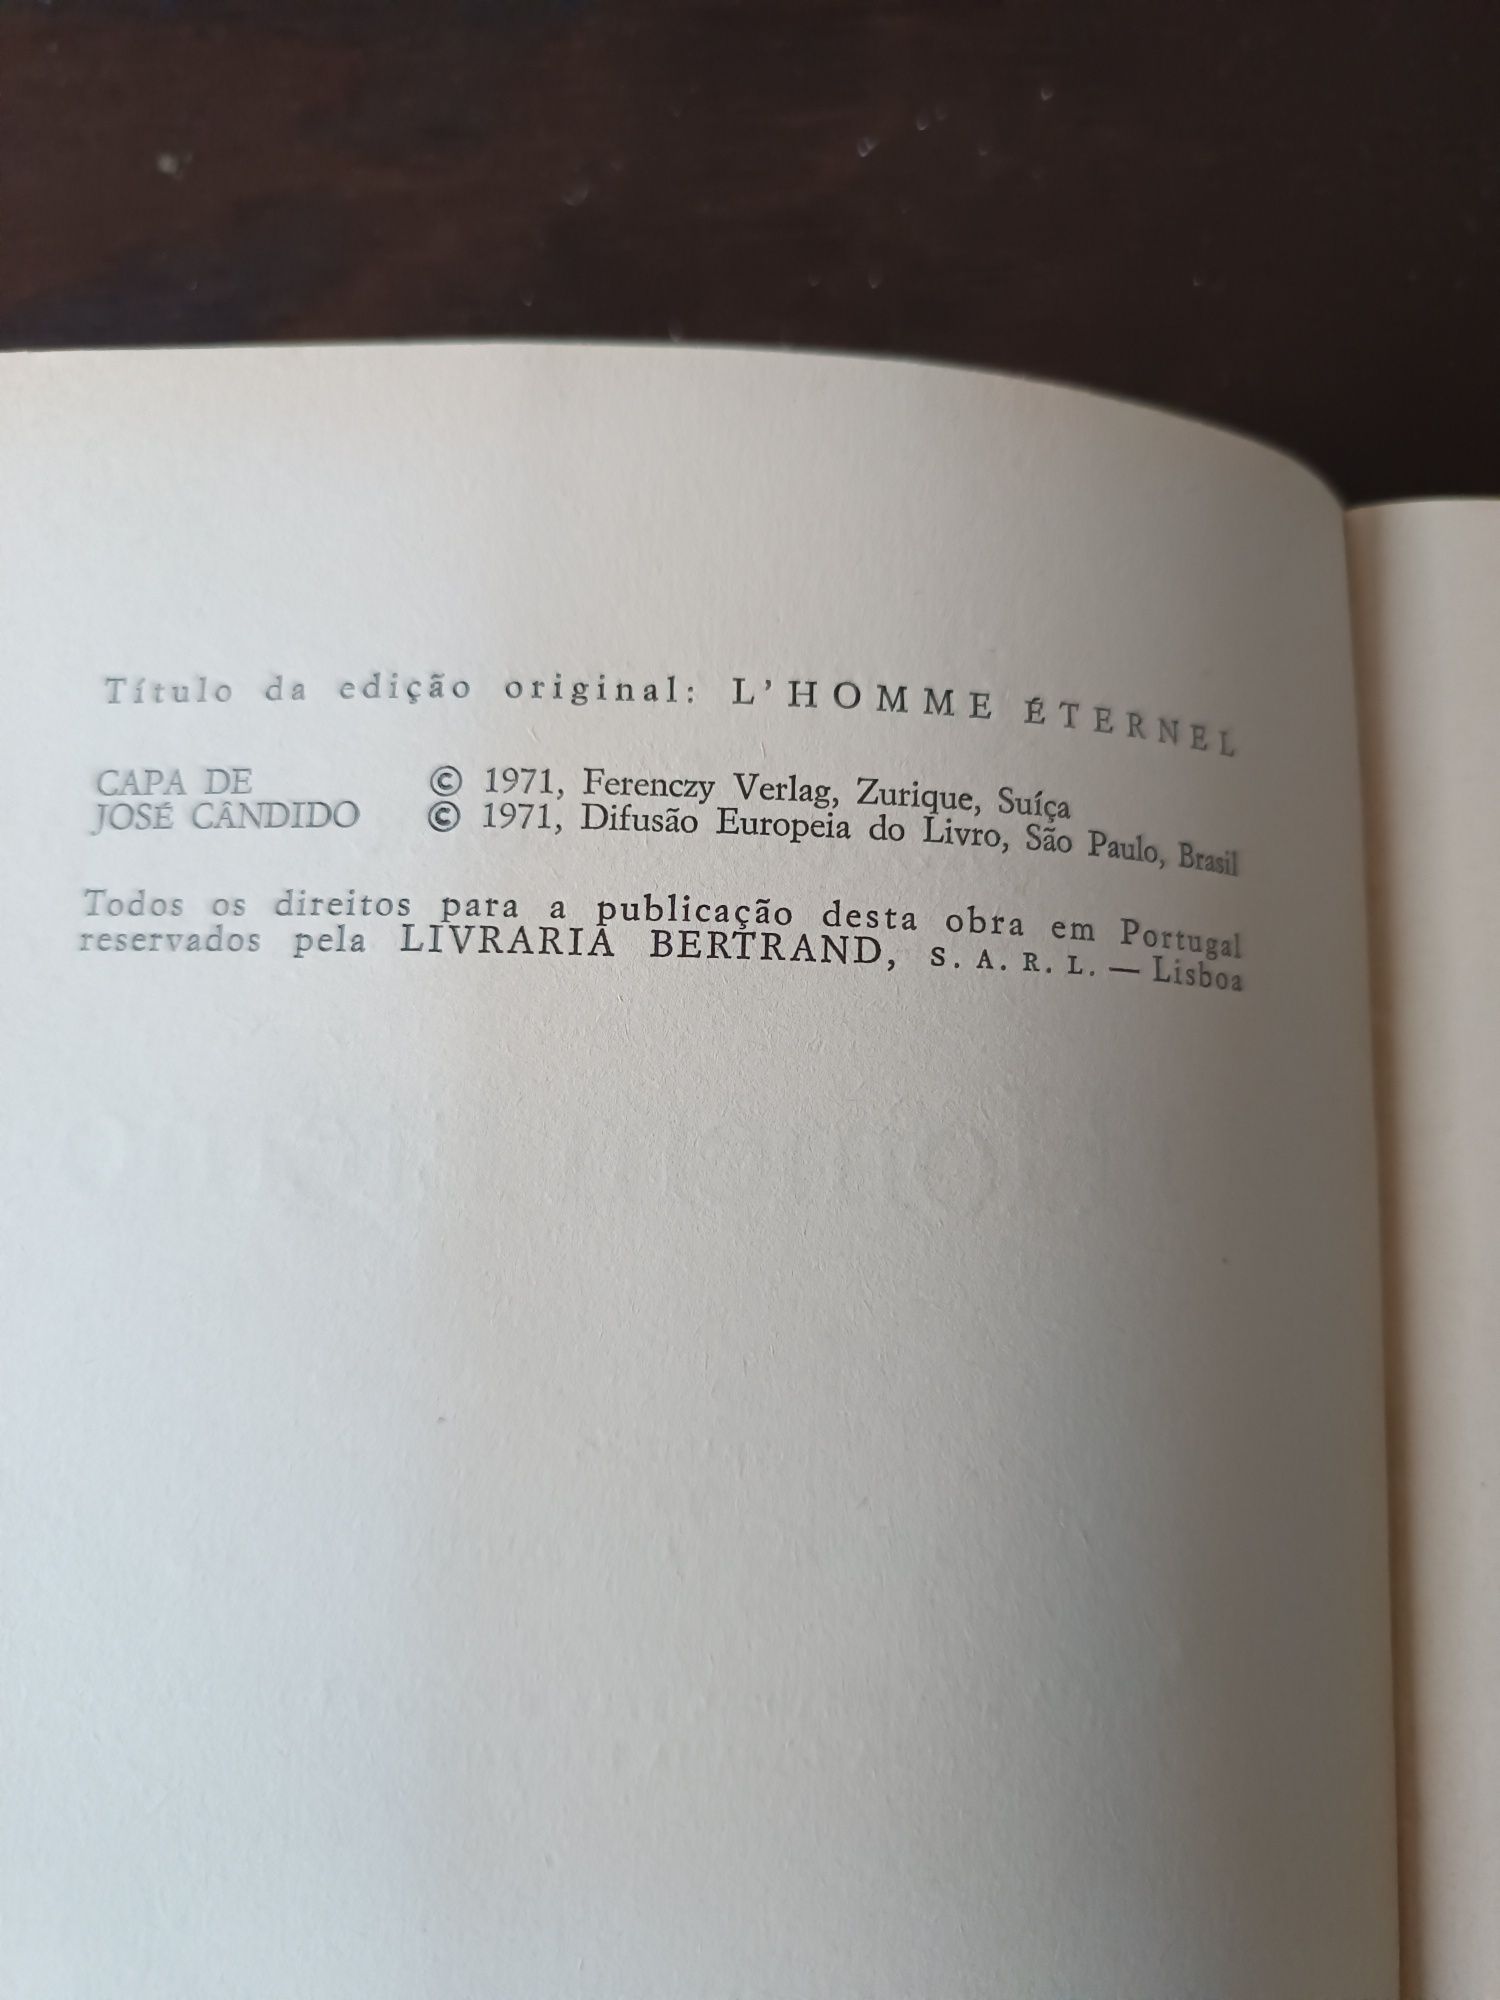 Título da edição original: L'HOMME ÉTERNEL
CAPA DE
JOSÉ CÂNDIDO
© 1971, Ferenczy Verlag, Zurique, Suíça
© 1971, Difusão Europeia do Livro, São Paulo, Brasil
Todos os direitos para a publicação desta obra em Portugal
reservados pela LIVRARIA BERTRAND, S. A. R. L. — Lisboa